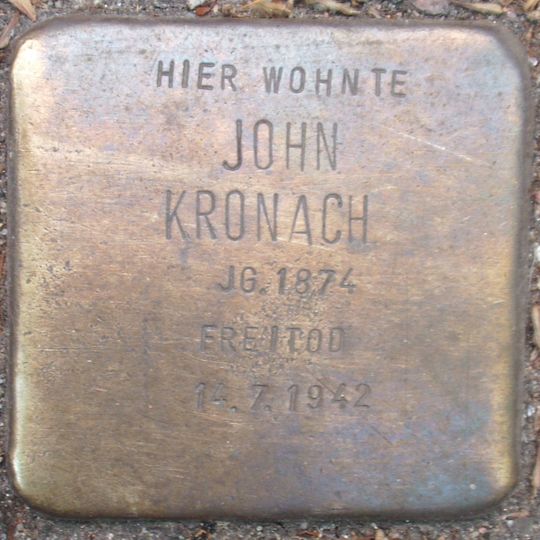 HIER WOHNTE
JOHN
KRONACH
JG. 1874
FREITOD
14. 7. 1942